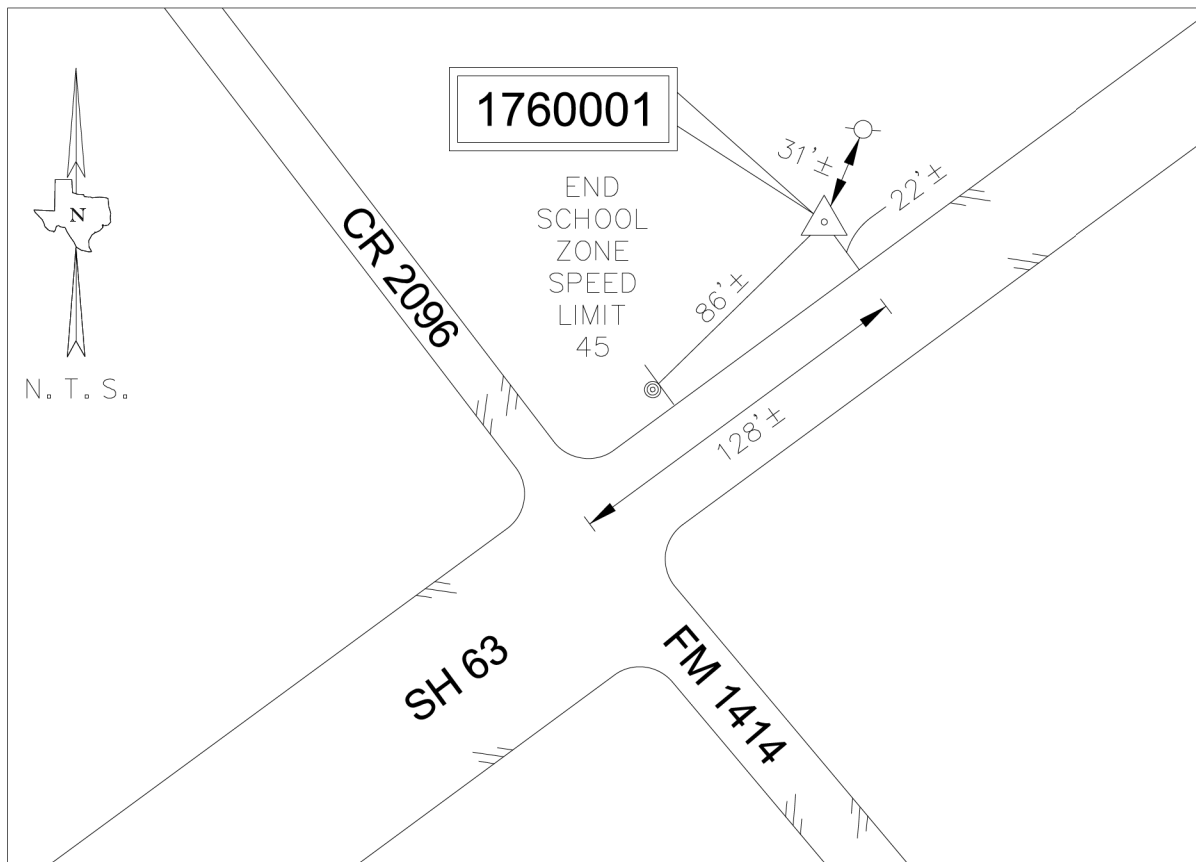 1760001
31'±
22'±
END
SCHOOL
ZONE
SPEED
LIMIT
45
86'±
CR 2096
N
N. T. S.
128'±
SH 63
FM 1414